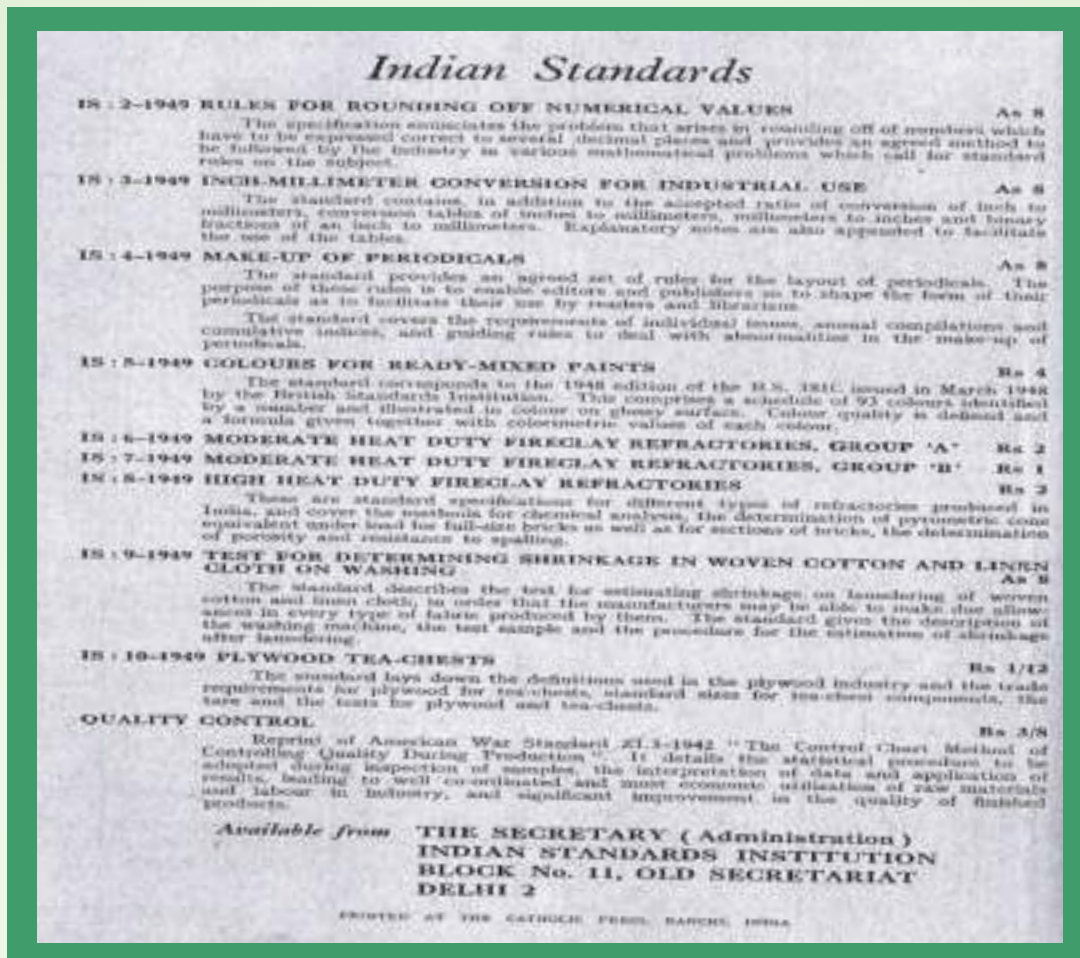 Indian Standards
IS : 2-1949 RULES FOR ROUNDING OFF NUMERICAL VALUES As 8
The specification enunciates the problem that arises in rounding off of numbers which
have to be expressed correct to several decimal places and provides an agreed method to
be followed by the industry in various mathematical problems which call for standard
rules on the subject.
IS : 3-1949 INCH-MILLIMETER CONVERSION FOR INDUSTRIAL USE As 8
The standard contains, in addition to the accepted ratio of conversion of inch to
millimeters, conversion tables of inches to millimeters, millimeters to inches and binary
fractions of an inch to millimeters. Explanatory notes are also appended to facilitate
the use of the tables.
IS : 4-1949 MAKE-UP OF PERIODICALS As 8
The standard provides an agreed set of rules for the layout of periodicals. The
purpose of these rules is to enable editors and publishers so to shape the form of their
periodicals as to facilitate their use by readers and librarians.
The standard covers the requirements of individual issues, annual compilations and
cumulative indices, and guiding rules to deal with abnormalities in the make-up of
periodicals.
IS : 5-1949 COLOURS FOR READY-MIXED PAINTS Rs 4
The standard corresponds to the 1948 edition of the B.S. 381C issued in March 1948
by the British Standards Institution. This comprises a schedule of 93 colours identified
by a number and illustrated in colour on glossy surface. Colour quality is defined and
a formula given together with colorimetric values of each colour.
IS : 6-1949 MODERATE HEAT DUTY FIRECLAY REFRACTORIES, GROUP 'A' Rs 2
IS : 7-1949 MODERATE HEAT DUTY FIRECLAY REFRACTORIES, GROUP 'B' Rs 1
IS : 8-1949 HIGH HEAT DUTY FIRECLAY REFRACTORIES Rs 2
These are standard specifications for different types of refractories produced in
India, and cover the methods for chemical analysis, the determination of pyrometric cone
equivalent under load for full-size bricks as well as for sections of bricks, the determination
of porosity and resistance to spalling.
IS : 9-1949 TEST FOR DETERMINING SHRINKAGE IN WOVEN COTTON AND LINEN
CLOTH ON WASHING As 8
The standard describes the test for estimating shrinkage on laundering of woven
cotton and linen cloth, in order that the manufacturers may be able to make due allow-
ances in every type of fabric produced by them. The standard gives the description of
the washing machine, the test sample and the procedure for the estimation of shrinkage
after laundering.
IS : 10-1949 PLYWOOD TEA-CHESTS Rs 1/12
The standard lays down the definitions used in the plywood industry and the trade
requirements for plywood for tea-chests, standard sizes for tea-chest components, the
tare and the tests for plywood and tea-chests.
QUALITY CONTROL Rs 3/8
Reprint of American War Standard Z1.3-1942 "The Control Chart Method of
Controlling Quality During Production". It details the statistical procedure to be
adopted during inspection of samples, the interpretation of data and application of
results, leading to well co-ordinated and most economic utilisation of raw materials
and labour in industry, and significant improvement in the quality of finished
products.
Available from THE SECRETARY ( Administration )
INDIAN STANDARDS INSTITUTION
BLOCK No. 11, OLD SECRETARIAT
DELHI 2
PRINTED AT THE CATHOLIC PRESS, RANCHI, INDIA